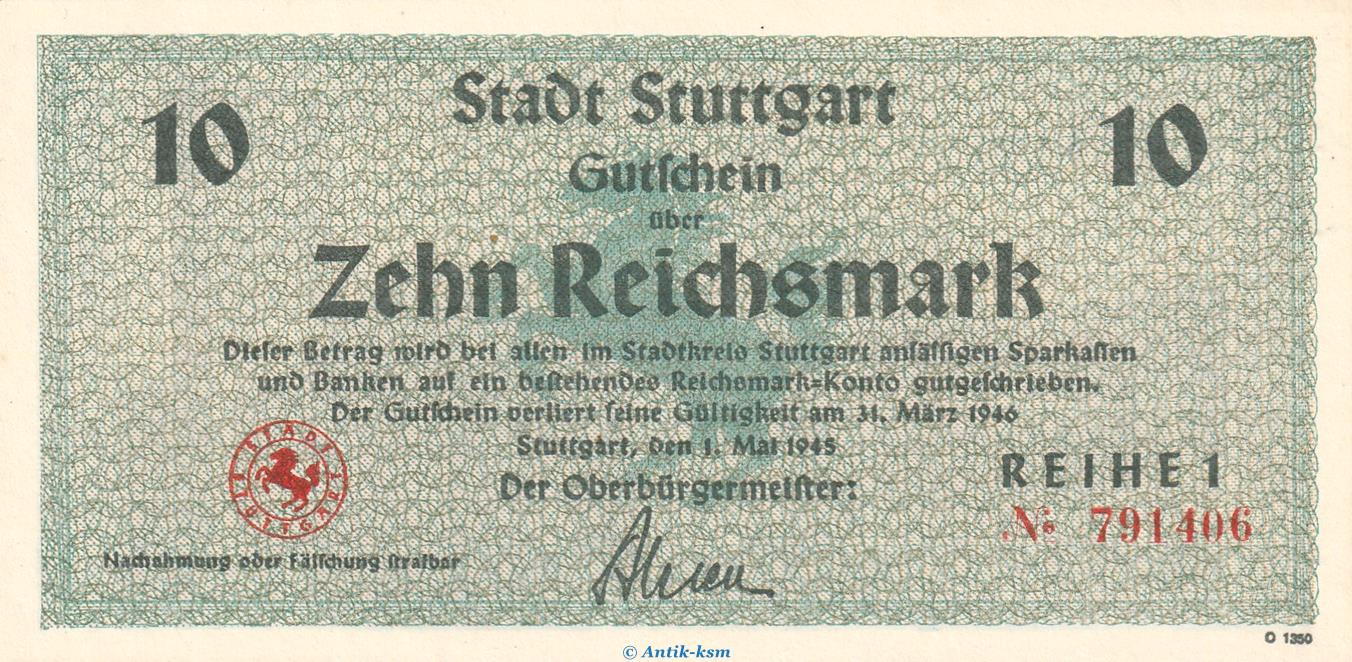 Stadt Stuttgart
10
10
Gutschein
über
Zehn Reichsmark
Dieser Betrag wird bei allen im Stadtkreis Stuttgart ansässigen Sparkassen
und Banken auf ein bestehendes Reichsmark=Konto gutgeschrieben.
Der Gutschein verliert seine Gültigkeit am 31. März 1946
Stuttgart, den 1. Mai 1945
Der Oberbürgermeister:
STADT STUTTGART
REIHE 1
№ 791406
Nachahmung oder Fälschung strafbar
O 1350
© Antik-ksm